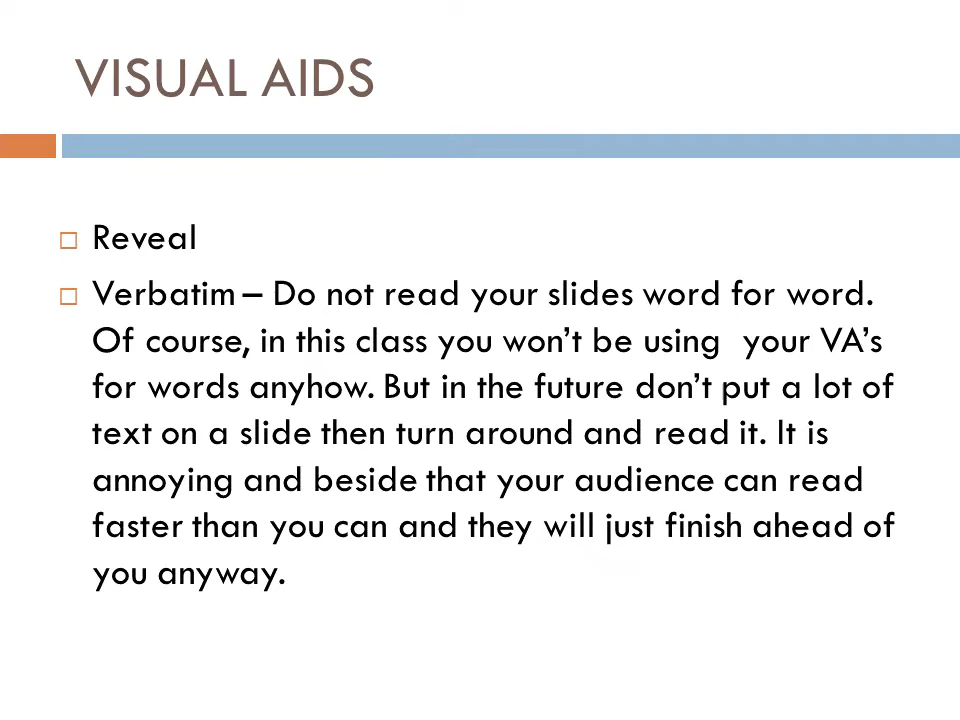 VISUAL AIDS
Reveal
Verbatim – Do not read your slides word for word.
Of course, in this class you won’t be using  your VA’s
for words anyhow. But in the future don’t put a lot of
text on a slide then turn around and read it. It is
annoying and beside that your audience can read
faster than you can and they will just finish ahead of
you anyway.